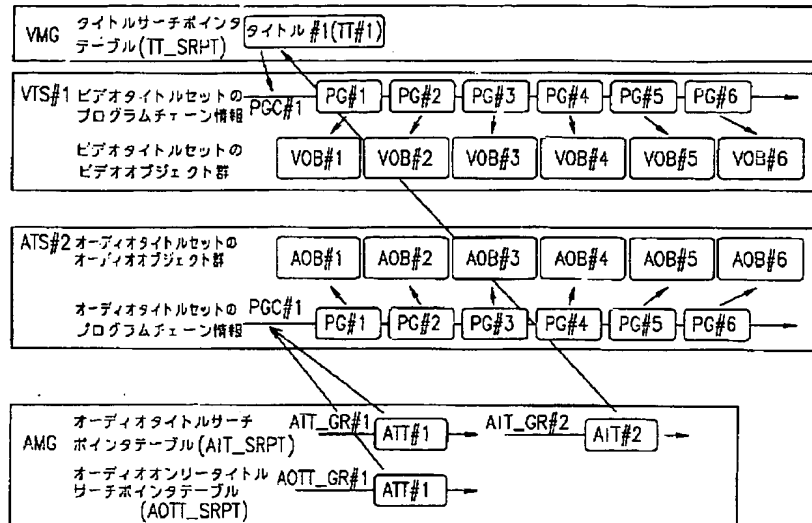 VMG タイトルサーチポインタ
テーブル(TT_SRPT)
タイトル#1(TT#1)
VTS#1 ビデオタイトルセットの
プログラムチェーン情報
PGC#1 PG#1 PG#2 PG#3 PG#4 PG#5 PG#6
ビデオタイトルセットの
ビデオオブジェクト群
VOB#1 VOB#2 VOB#3 VOB#4 VOB#5 VOB#6
ATS#2 オーディオタイトルセットの
オーディオオブジェクト群
AOB#1 AOB#2 AOB#3 AOB#4 AOB#5 AOB#6
オーディオタイトルセットの
プログラムチェーン情報
PGC#1 PG#1 PG#2 PG#3 PG#4 PG#5 PG#6
AMG オーディオタイトルサーチ
ポインタテーブル(AIT_SRPT)
ATT_GR#1 ATT#1 AIT_GR#2 AIT#2
オーディオオンリータイトル
サーチポインタテーブル
(AOTT_SRPT)
AOTT_GR#1 ATT#1